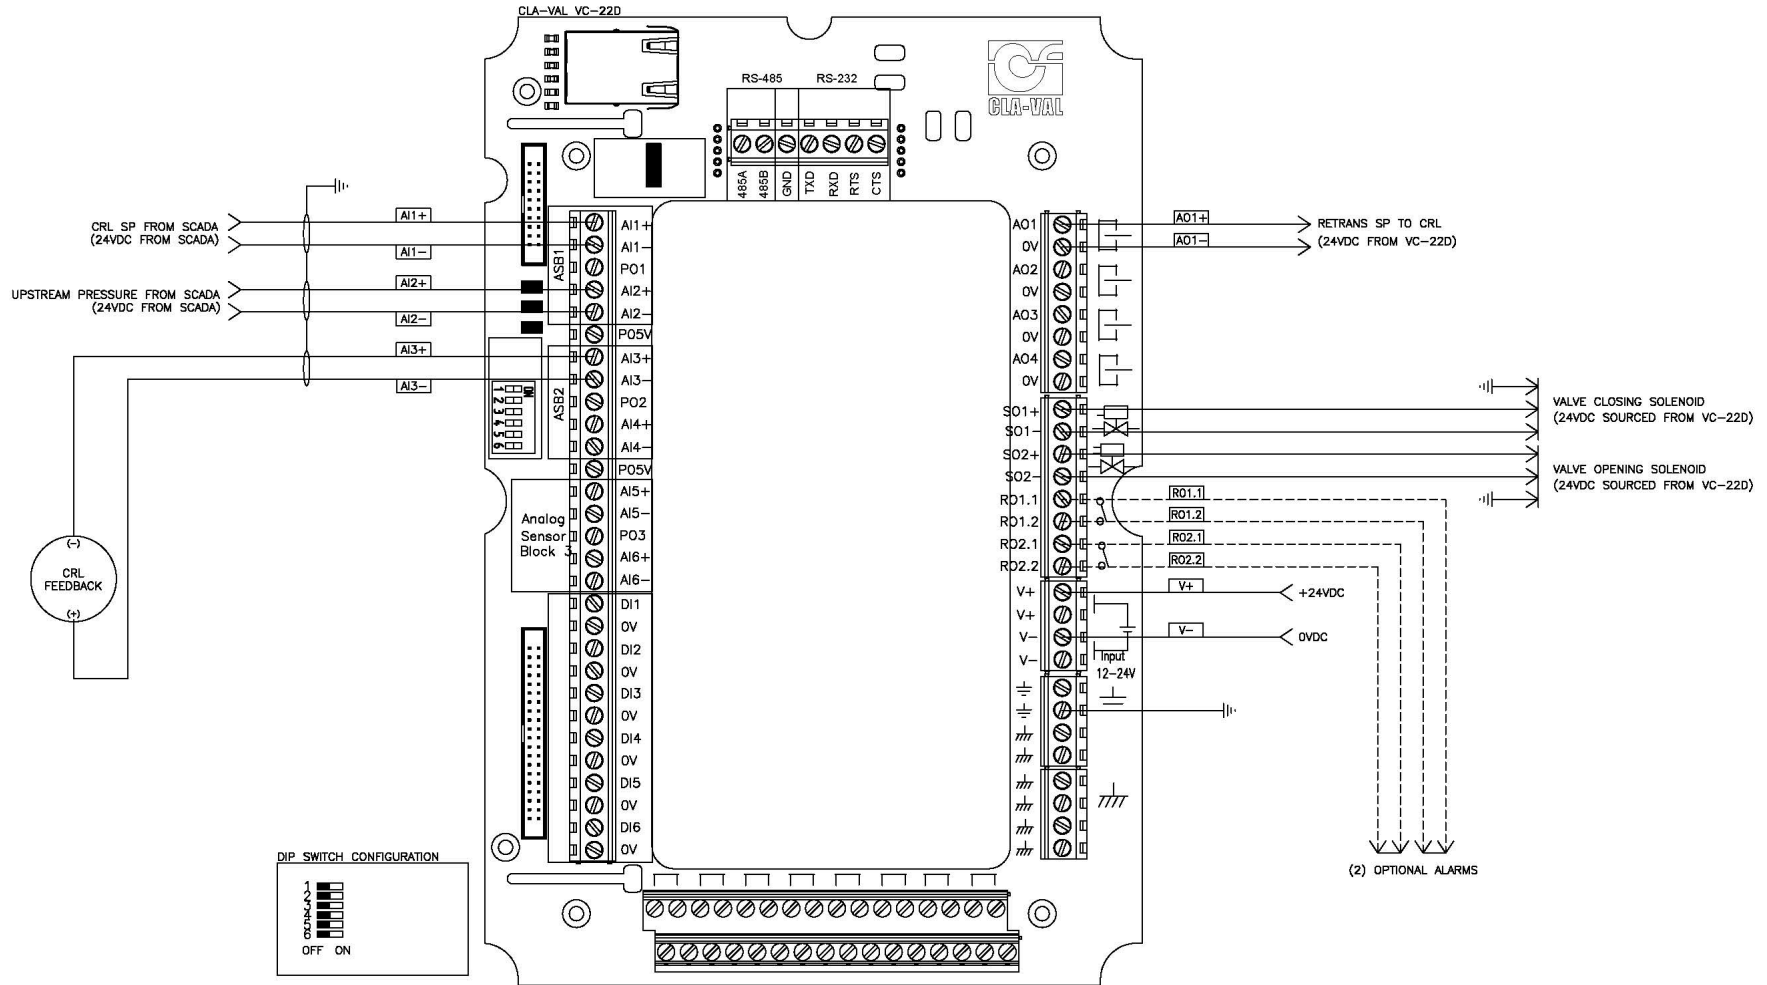 CLA-VAL VC-22D
CLA-VAL
RS-485
RS-232
485A
485B
GND
TXD
RXD
RTS
CTS
CRL SP FROM SCADA
(24VDC FROM SCADA)
UPSTREAM PRESSURE FROM SCADA
(24VDC FROM SCADA)
AI1+
AI1-
AI2+
AI2-
AI3+
AI3-
CRL
FEEDBACK
(-)
(+)
ON
1
2
3
4
5
6
ASB1
ASB2
Analog
Sensor
Block 3
AI1+
AI1-
PO1
AI2+
AI2-
PO5V
AI3+
AI3-
PO2
AI4+
AI4-
PO5V
AI5+
AI5-
PO3
AI6+
AI6-
DI1
0V
DI2
0V
DI3
0V
DI4
0V
DI5
0V
DI6
0V
AO1
0V
AO2
0V
AO3
0V
AO4
0V
SO1+
SO1-
SO2+
SO2-
RO1.1
RO1.2
RO2.1
RO2.2
V+
V+
V-
V-
Input
12-24V
AO1+
AO1-
RETRANS SP TO CRL
(24VDC FROM VC-22D)
VALVE CLOSING SOLENOID
(24VDC SOURCED FROM VC-22D)
VALVE OPENING SOLENOID
(24VDC SOURCED FROM VC-22D)
RO1.1
RO1.2
RO2.1
RO2.2
V+
+24VDC
V-
0VDC
(2) OPTIONAL ALARMS
DIP SWITCH CONFIGURATION
1
2
3
4
5
6
OFF ON